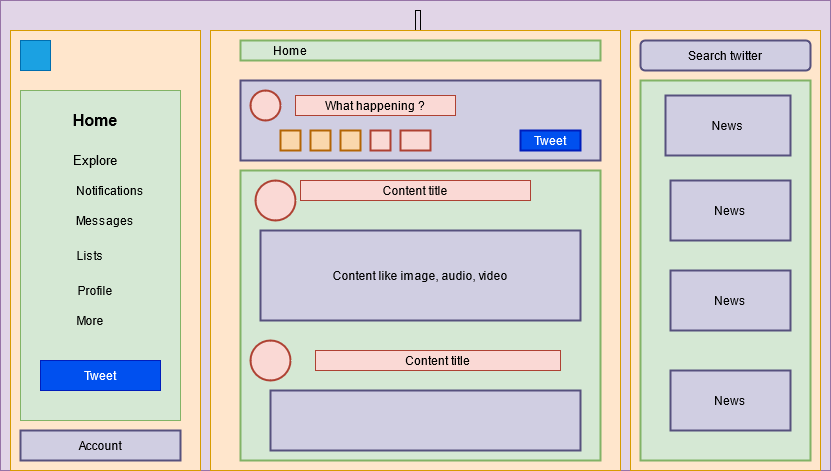 Home
Explore
Notifications
Messages
Lists
Profile
More
Tweet
Account
Home
What happening ?
Tweet
Content title
Content like image, audio, video
Content title
Search twitter
News
News
News
News